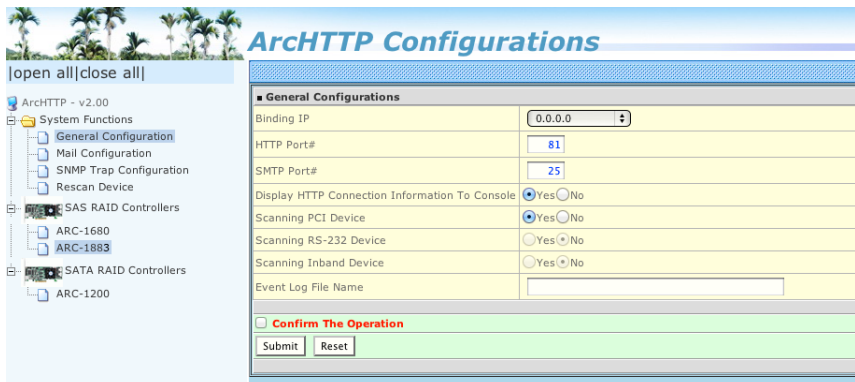 ArcHTTP Configurations
|open all|close all|
ArcHTTP - v2.00
System Functions
General Configuration
Mail Configuration
SNMP Trap Configuration
Rescan Device
SAS RAID Controllers
ARC-1680
ARC-1883
SATA RAID Controllers
ARC-1200
General Configurations
Binding IP 0.0.0.0
HTTP Port# 81
SMTP Port# 25
Display HTTP Connection Information To Console Yes No
Scanning PCI Device Yes No
Scanning RS-232 Device Yes No
Scanning Inband Device Yes No
Event Log File Name
Confirm The Operation
Submit Reset